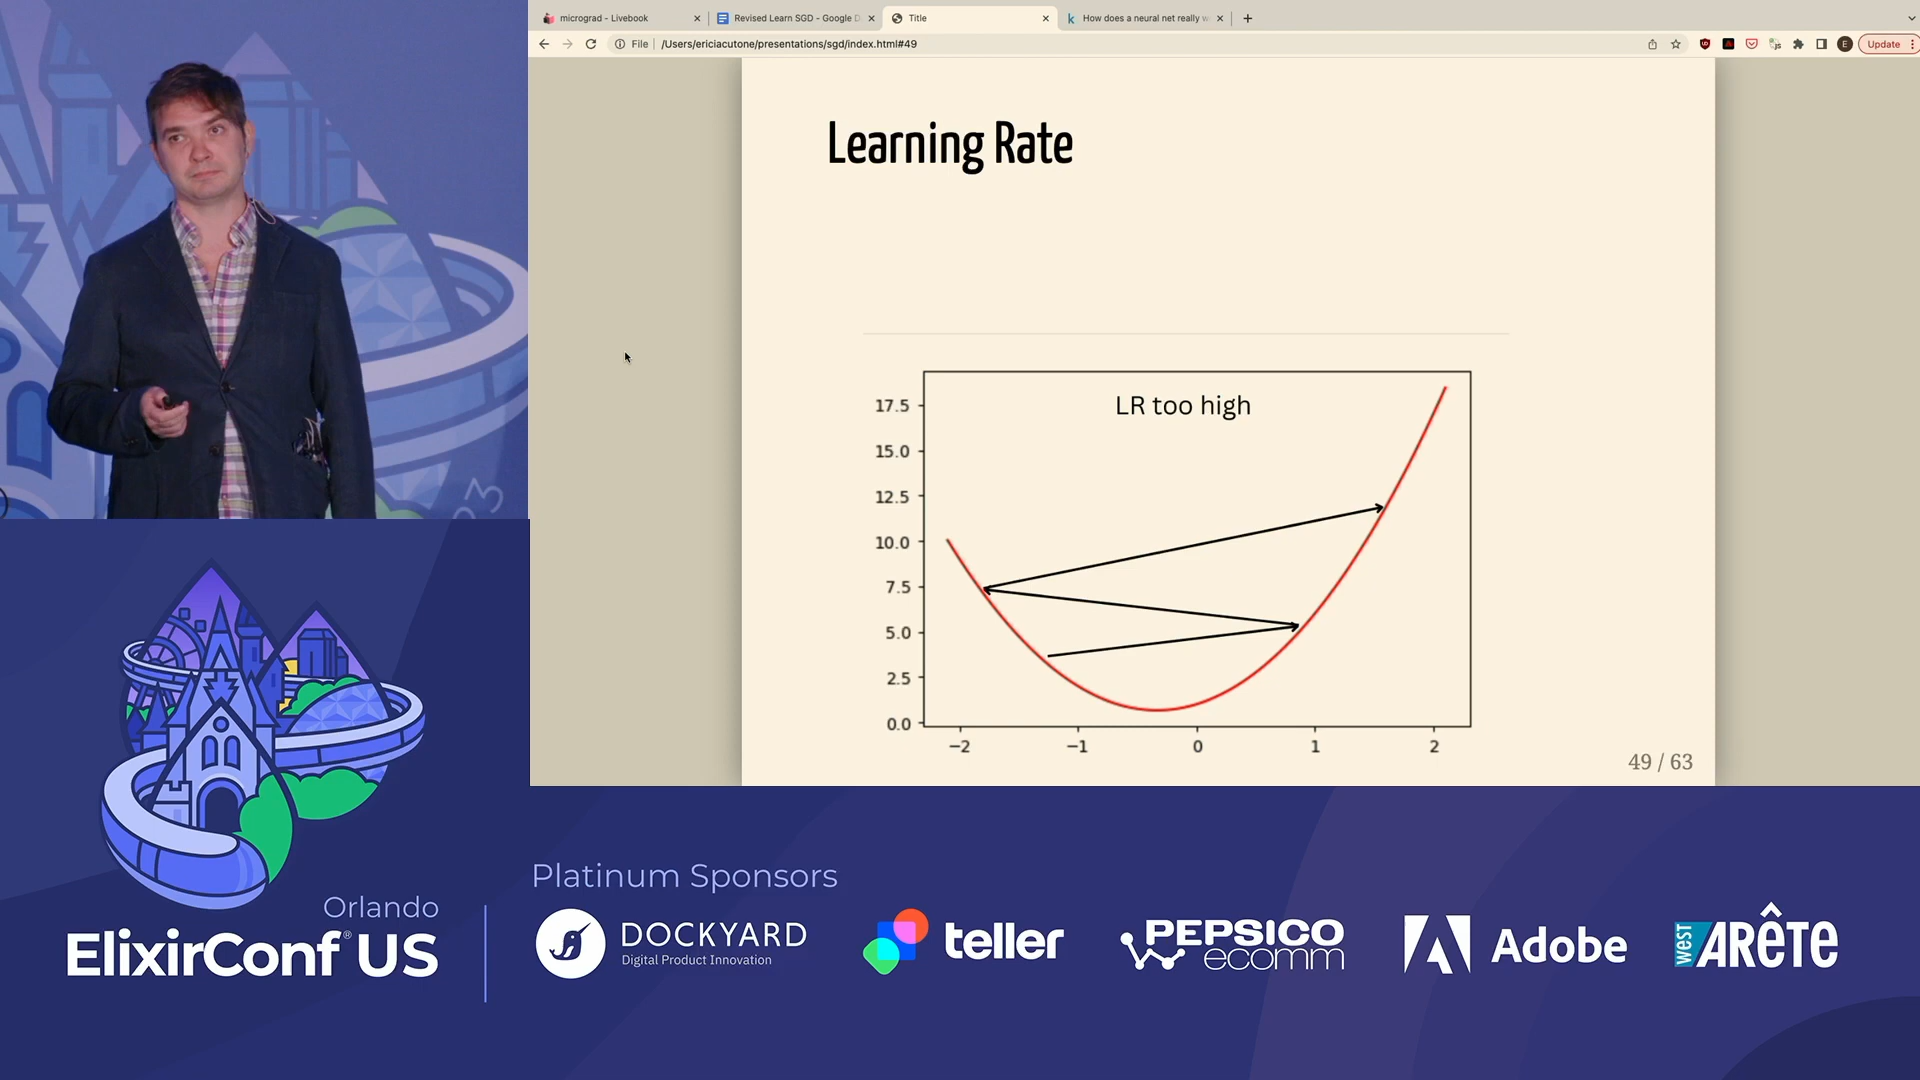 micrograd - Livebook
Revised Learn SGD - Google D
Title
How does a neural net really w
File
/Users/ericiacutone/presentations/sgd/index.html#49
E
Update
Learning Rate
LR too high
17.5
15.0
12.5
10.0
7.5
5.0
2.5
0.0
−2
−1
0
1
2
49 / 63
Orlando
ElixirConf® US
Platinum Sponsors
DOCKYARD
Digital Product Innovation
teller
PEPSICO
ecomm
Adobe
west ARÊTE